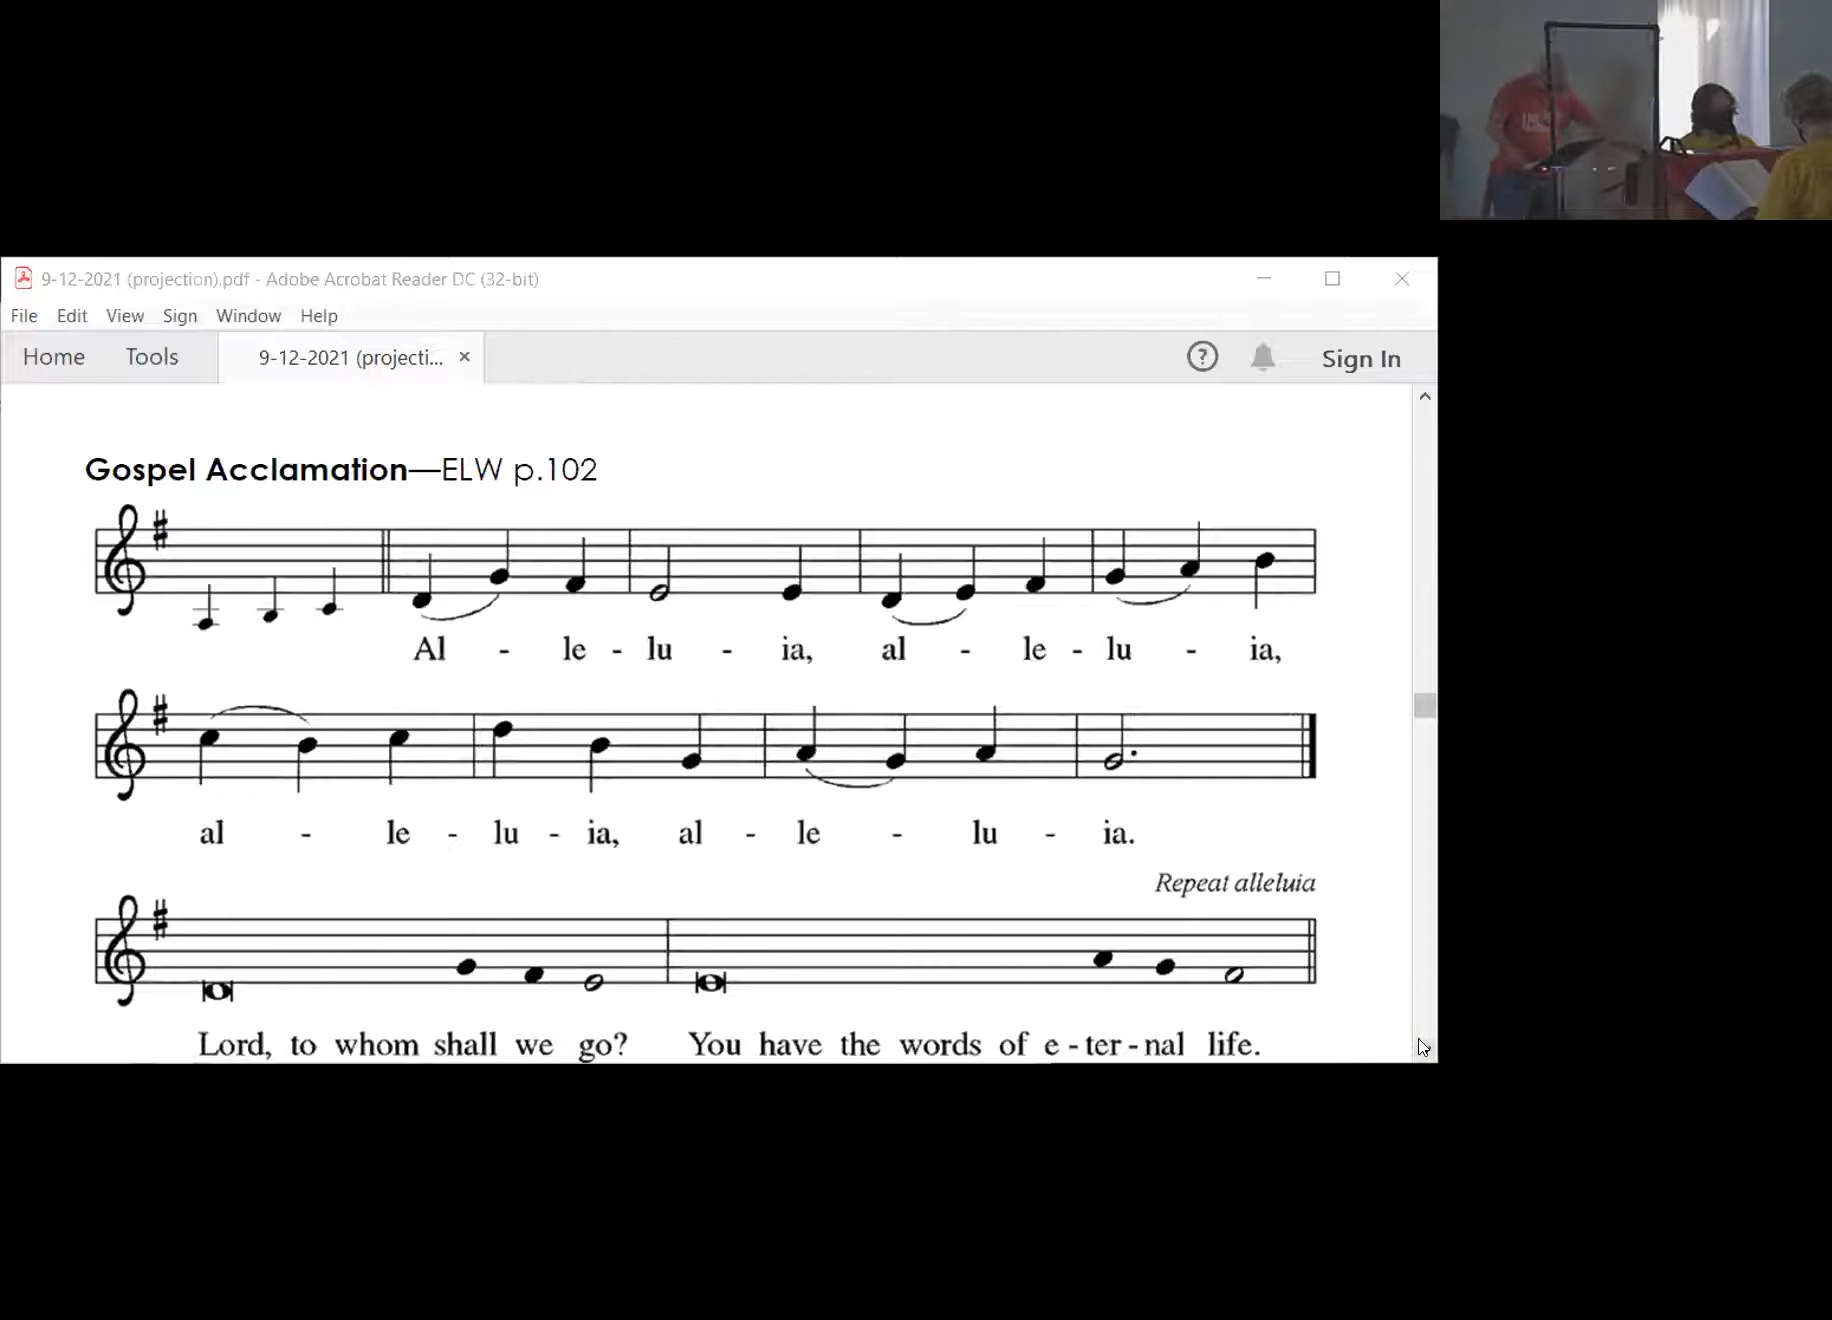 9-12-2021 (projection).pdf - Adobe Acrobat Reader DC (32-bit)
File Edit View Sign Window Help
Home Tools 9-12-2021 (projecti... × ? Sign In
Gospel Acclamation—ELW p.102
Al - le - lu - ia, al - le - lu - ia,
al - le - lu - ia, al - le - lu - ia.
Repeat alleluia
Lord, to whom shall we go? You have the words of e - ter - nal life.